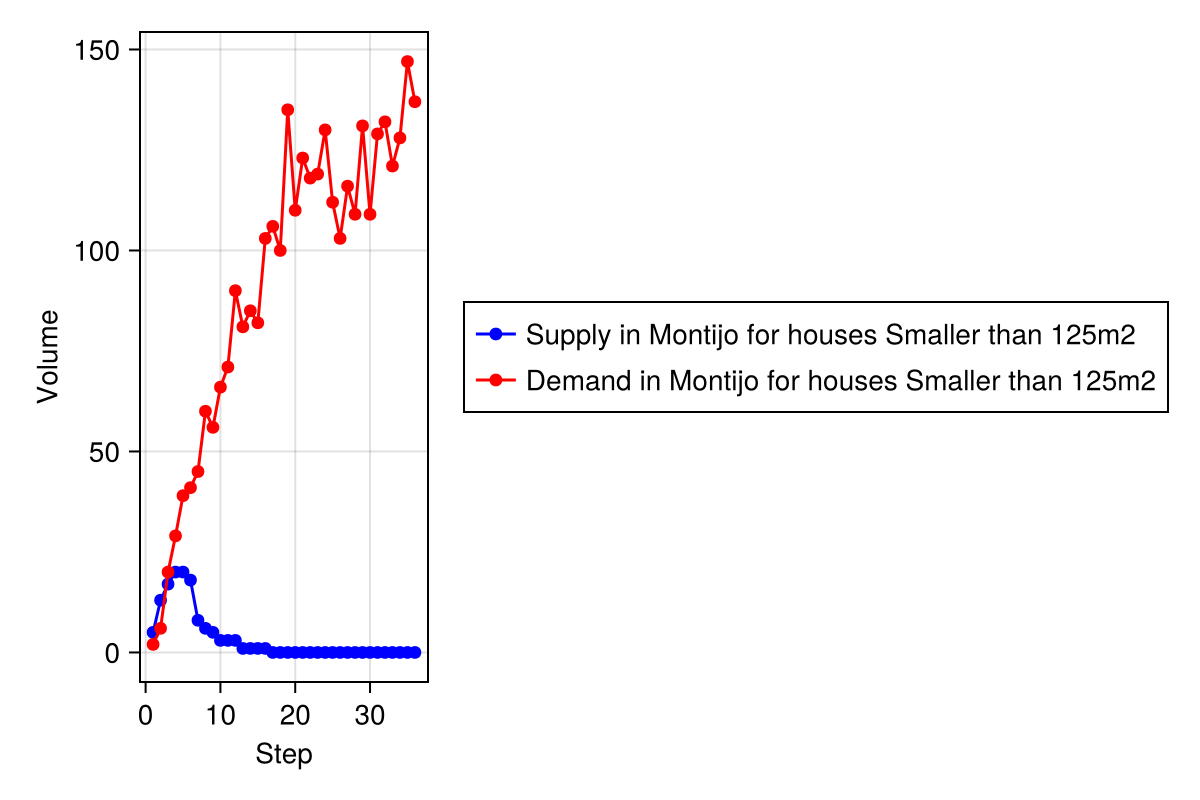 150
100
50
0
Volume
0 10 20 30
Step
Supply in Montijo for houses Smaller than 125m2
Demand in Montijo for houses Smaller than 125m2